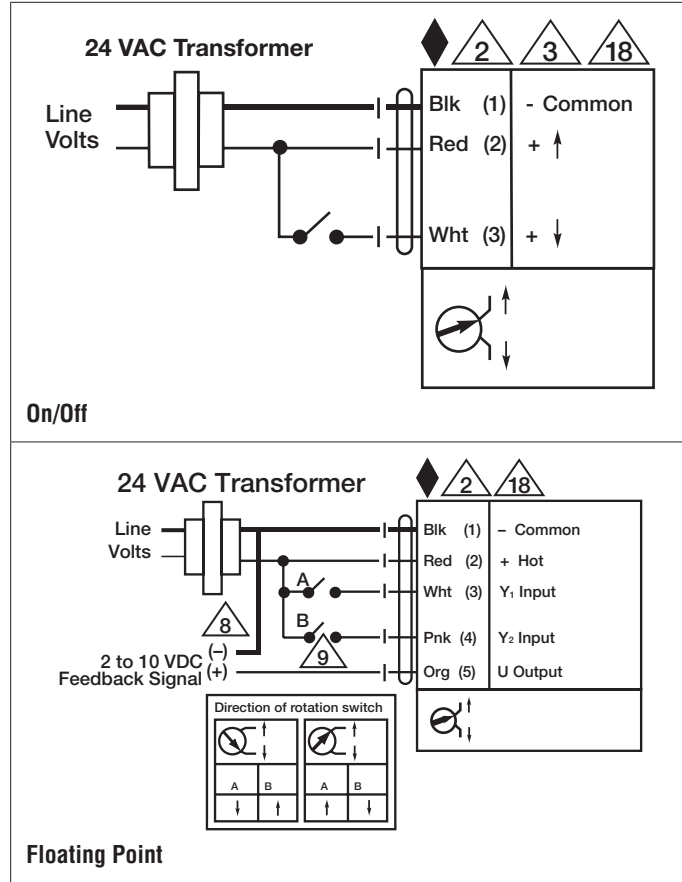 24 VAC Transformer
2 3 18
Line
Volts
Blk (1) - Common
Red (2) +
Wht (3) +
On/Off
24 VAC Transformer
2 18
Line
Volts
Blk (1) – Common
Red (2) + Hot
A
Wht (3) Y₁ Input
8
B
Pnk (4) Y₂ Input
9
(–)
2 to 10 VDC
Feedback Signal (+)
Org (5) U Output
Direction of rotation switch
A B A B
Floating Point